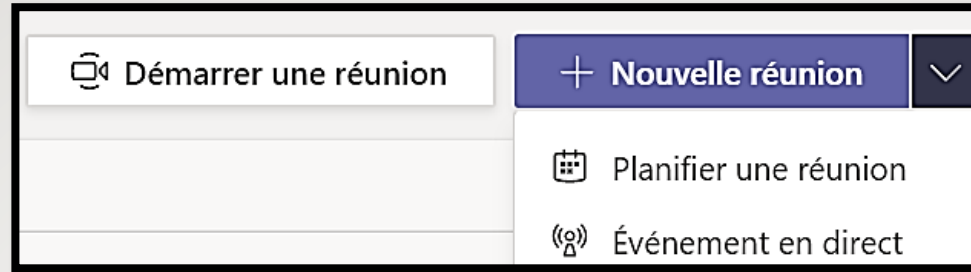 Démarrer une réunion
Nouvelle réunion
Planifier une réunion
Événement en direct